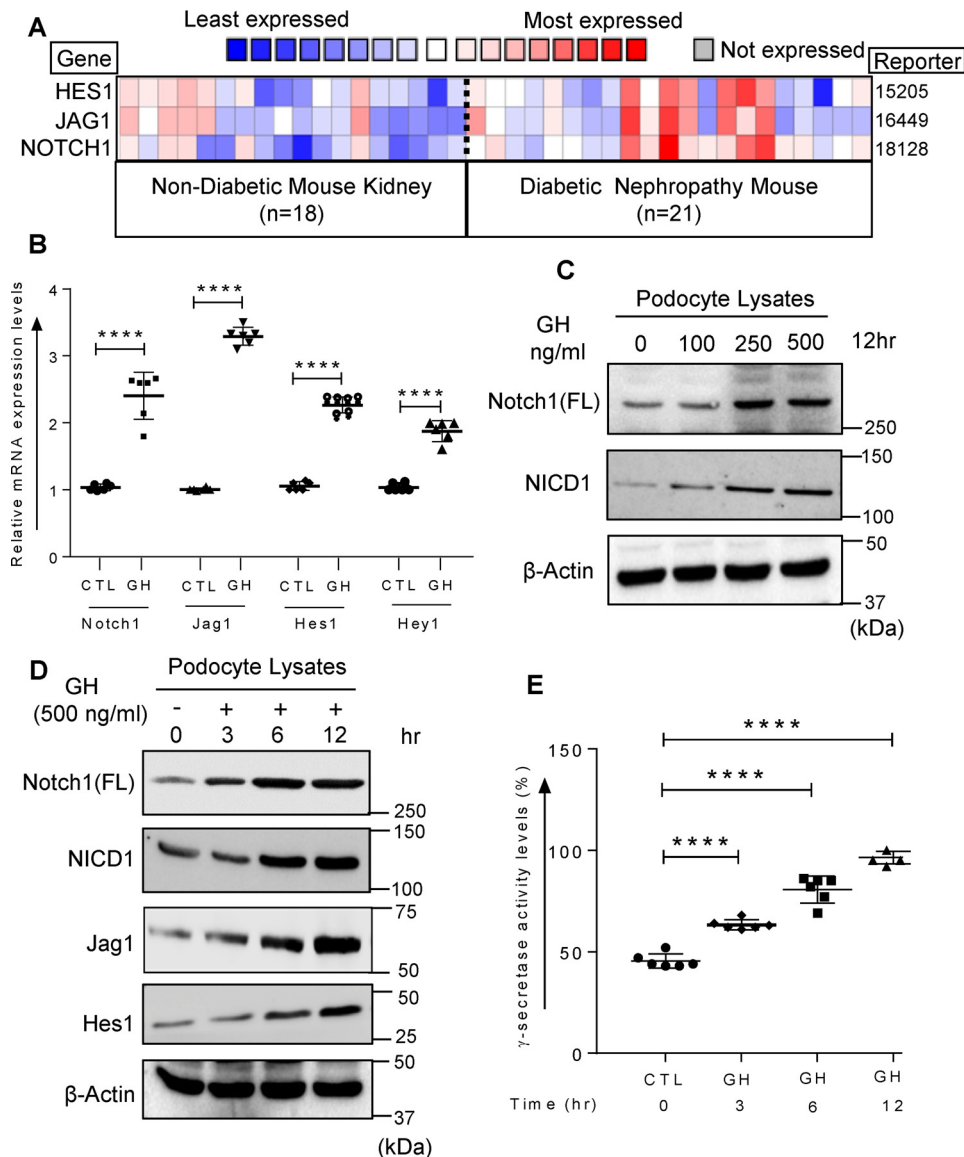 A
Least expressed Most expressed
Gene Not expressed Reporter
HES1 15205
JAG1 16449
NOTCH1 18128
Non-Diabetic Mouse Kidney
(n=18)
Diabetic Nephropathy Mouse
(n=21)
B
Relative mRNA expression levels
4
3
2
1
0
**** **** **** ****
CTL GH CTL GH CTL GH CTL GH
Notch1 Jag1 Hes1 Hey1
C
Podocyte Lysates
GH
ng/ml
0 100 250 500 12hr
Notch1(FL)
250
NICD1
150
100
β-Actin
50
37
(kDa)
D
Podocyte Lysates
GH
(500 ng/ml)
- + + +
0 3 6 12 hr
Notch1(FL)
250
NICD1
150
100
Jag1
75
50
Hes1
50
25
β-Actin
50
37
(kDa)
E
γ-secretase activity levels (%)
150
100
50
0
****
****
****
CTL GH GH GH
Time (hr) 0 3 6 12